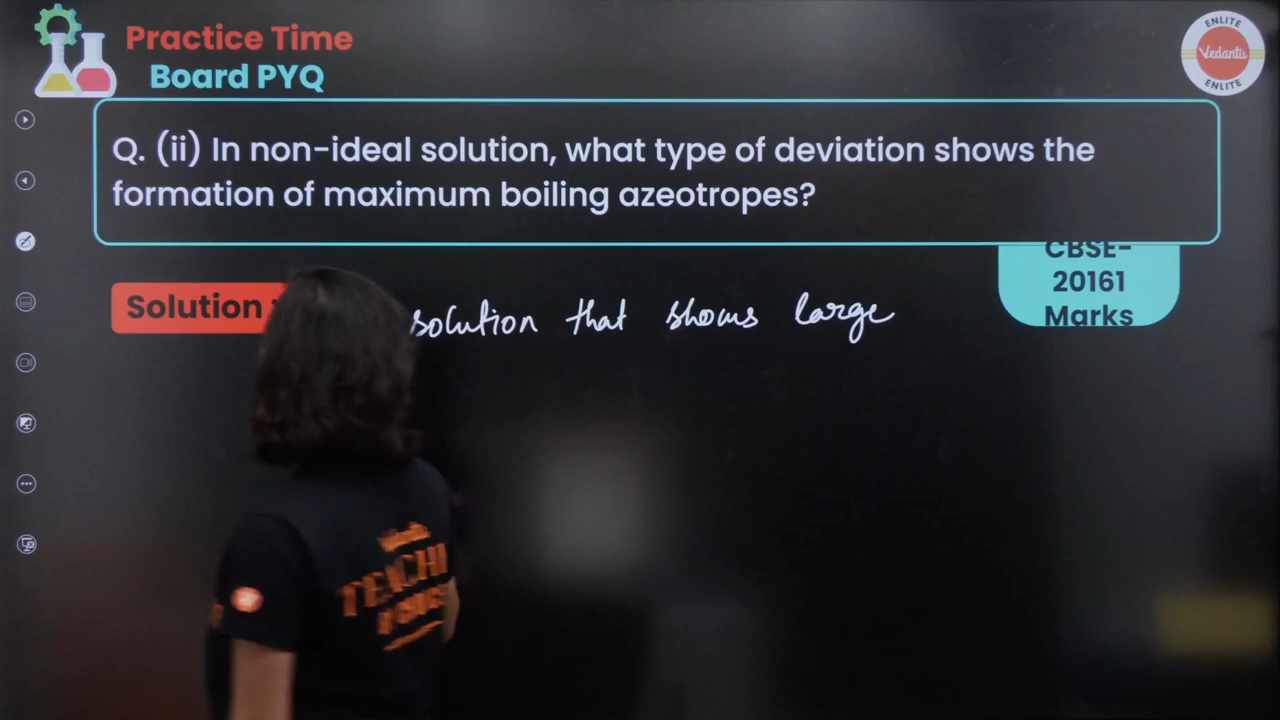 Practice Time
Board PYQ
ENLITE
Vedantu
ENLITE
Q. (ii) In non-ideal solution, what type of deviation shows the
formation of maximum boiling azeotropes?
CBSE-
20161
Marks
Solution
solution that shows large